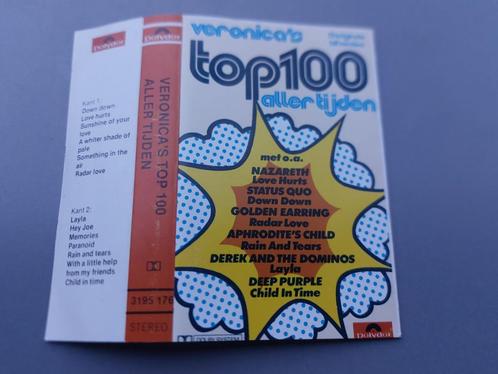 Polydor
Kant 1:
Down down
Love hurts
Sunshine of your
love
A whiter shade of
pale
Something in the
air
Radar love
Kant 2:
Layla
Hey Joe
Memories
Paranoid
Rain and tears
With a little help
from my friends
Child in time
Polydor
VERONICA'S TOP 100
ALLER TIJDEN
3195 176
STEREO
veronica's
top100
aller tijden
met o.a.
NAZARETH
Love Hurts
STATUS QUO
Down Down
GOLDEN EARRING
Radar Love
APHRODITE'S CHILD
Rain And Tears
DEREK AND THE DOMINOS
Layla
DEEP PURPLE
Child In Time
DOLBY SYSTEM
Polydor